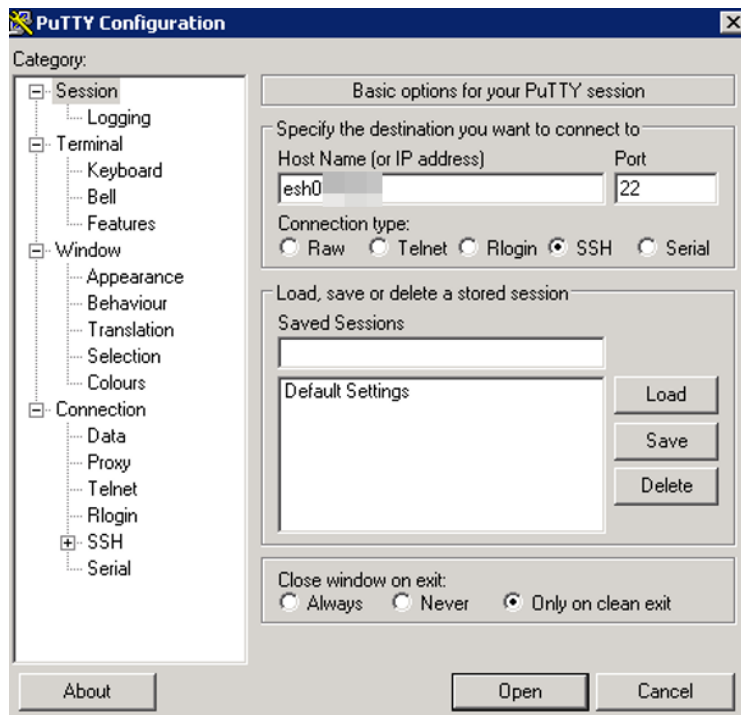 PuTTY Configuration
Category:
Session
Logging
Terminal
Keyboard
Bell
Features
Window
Appearance
Behaviour
Translation
Selection
Colours
Connection
Data
Proxy
Telnet
Rlogin
SSH
Serial
Basic options for your PuTTY session
Specify the destination you want to connect to
Host Name (or IP address) Port
esh0 22
Connection type:
Raw Telnet Rlogin SSH Serial
Load, save or delete a stored session
Saved Sessions
Default Settings
Load
Save
Delete
Close window on exit:
Always Never Only on clean exit
About Open Cancel